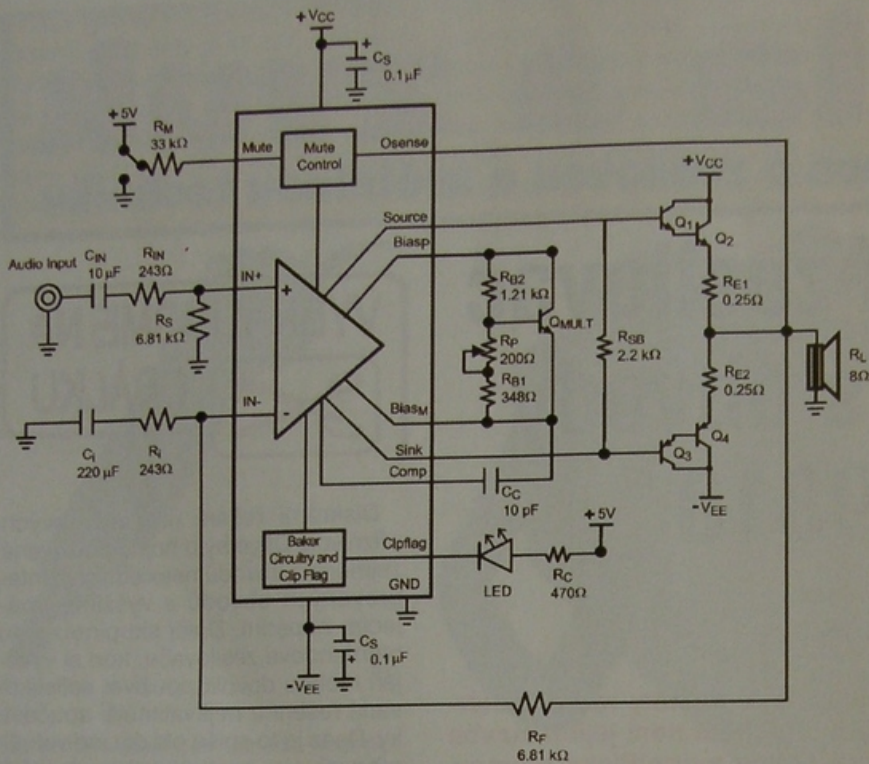 +VCC
+
CS
0.1 µF
+5V
RM
33 kΩ
Mute
Mute
Control
Osense
+VCC
Source
Q1
Q2
Biasp
CIN
10 µF
RIN
243Ω
Audio Input
IN+
+
RB2
1.21 kΩ
QMULT
RE1
0.25Ω
RS
6.81 kΩ
RP
200Ω
RSB
2.2 kΩ
RL
8Ω
RE2
0.25Ω
IN-
-
RB1
348Ω
BiasM
Ci
220 µF
Ri
243Ω
Sink
Q3
Q4
Comp
CC
10 pF
-VEE
Baker
Circuitry and
Clip Flag
Clpflag
+5V
LED
RC
470Ω
GND
CS
0.1 µF
+
-VEE
RF
6.81 kΩ